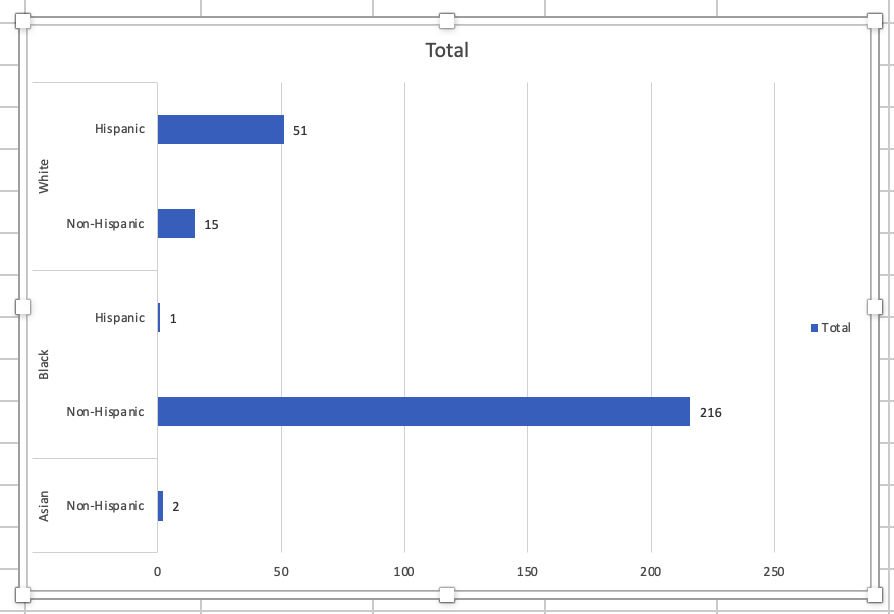 Total
White
Hispanic 51
Non-Hispanic 15
Black
Hispanic 1
Non-Hispanic 216
Asian
Non-Hispanic 2
0 50 100 150 200 250
Total